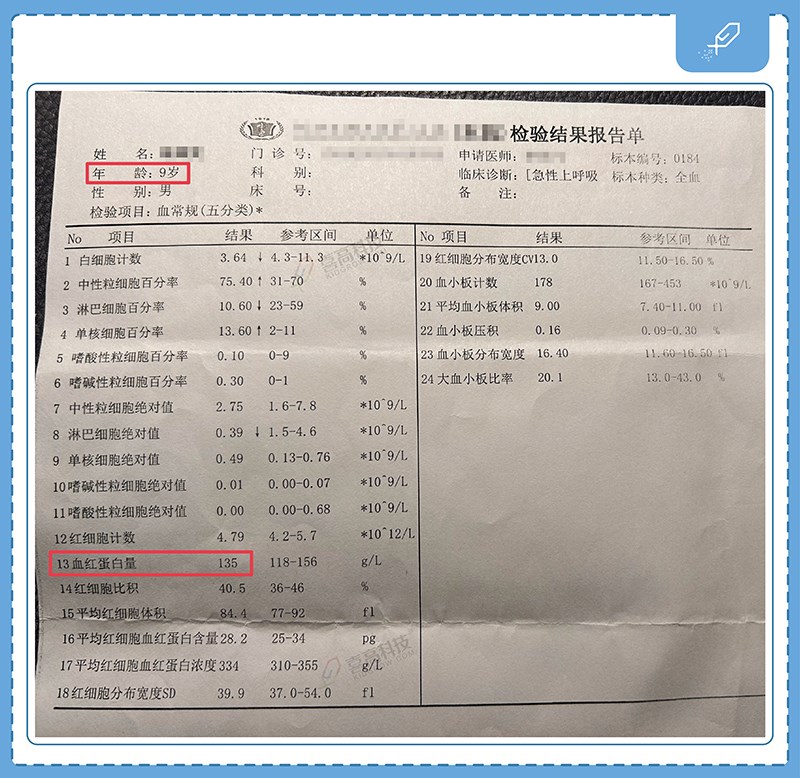 检验结果报告单
姓 名: 门 诊 号: 申请医师: 标本编号: 0184
年 龄: 9岁 科 别: 临床诊断: [急性上呼吸 标本种类: 全血
性 别: 男 床 号: 备 注:
检验项目: 血常规(五分类)*
No 项目 结果 参考区间 单位
1 白细胞计数 3.64 ↓ 4.3-11.3 *10^9/L
2 中性粒细胞百分率 75.40 ↑ 31-70 %
3 淋巴细胞百分率 10.60 ↓ 23-59 %
4 单核细胞百分率 13.60 ↑ 2-11 %
5 嗜酸性粒细胞百分率 0.10 0-9 %
6 嗜碱性粒细胞百分率 0.30 0-1 %
7 中性粒细胞绝对值 2.75 1.6-7.8 *10^9/L
8 淋巴细胞绝对值 0.39 ↓ 1.5-4.6 *10^9/L
9 单核细胞绝对值 0.49 0.13-0.76 *10^9/L
10 嗜碱性粒细胞绝对值 0.01 0.00-0.07 *10^9/L
11 嗜酸性粒细胞绝对值 0.00 0.00-0.68 *10^9/L
12 红细胞计数 4.79 4.2-5.7 *10^12/L
13 血红蛋白量 135 118-156 g/L
14 红细胞比积 40.5 36-46 %
15 平均红细胞体积 84.4 77-92 fl
16 平均红细胞血红蛋白含量 28.2 25-34 pg
17 平均红细胞血红蛋白浓度 334 310-355 g/L
18 红细胞分布宽度SD 39.9 37.0-54.0 fl
No 项目 参考区间 单位
19 红细胞分布宽度CV 13.0 11.50-16.50 %
20 血小板计数 178 167-453 *10^9/L
21 平均血小板体积 9.00 7.40-11.00 fl
22 血小板压积 0.16 0.09-0.30 %
23 血小板分布宽度 16.40 11.60-16.50 fl
24 大血小板比率 20.1 13.0-43.0 %